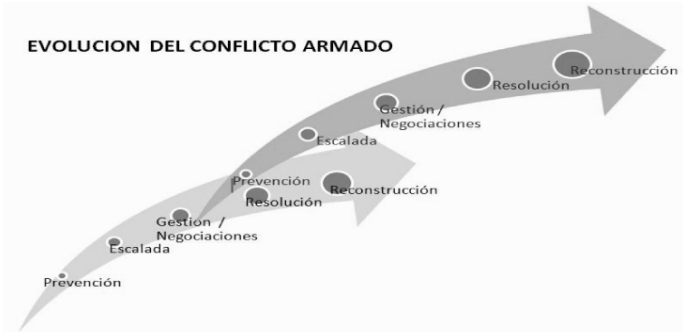 EVOLUCION DEL CONFLICTO ARMADO
Reconstrucción
Resolución
Gestión /
Negociaciones
Escalada
Prevención
Reconstrucción
Resolución
Gestión /
Negociaciones
Escalada
Prevención